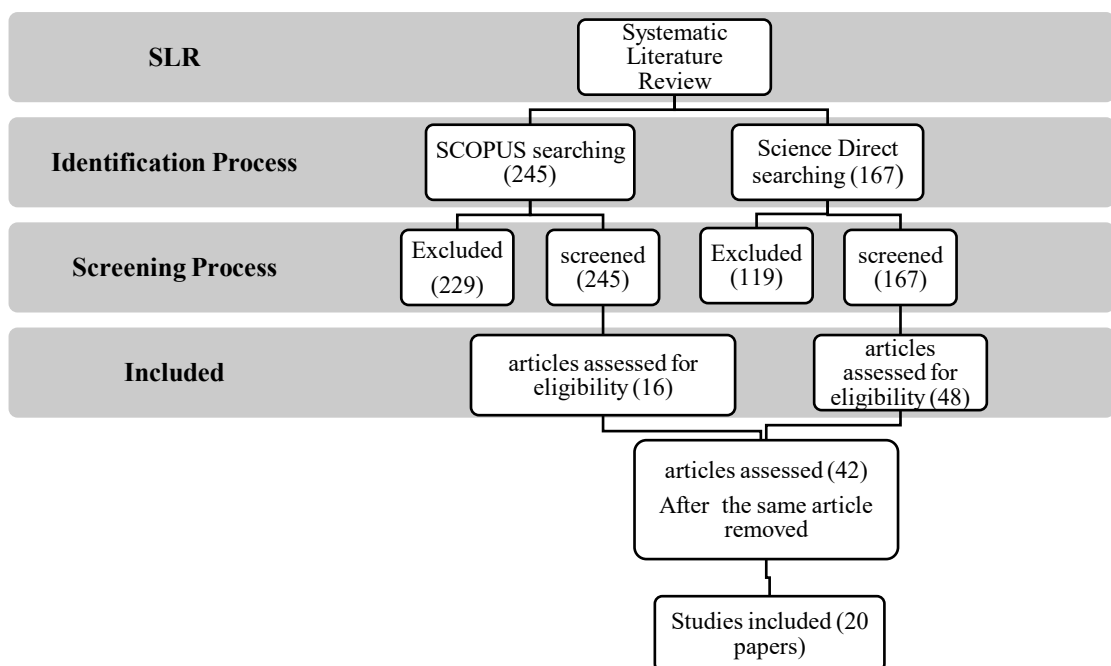 SLR
Systematic
Literature
Review
Identification Process
SCOPUS searching
(245)
Science Direct
searching (167)
Screening Process
Excluded
(229)
screened
(245)
Excluded
(119)
screened
(167)
Included
articles assessed for
eligibility (16)
articles
assessed for
eligibility (48)
articles assessed (42)
After the same article
removed
Studies included (20
papers)